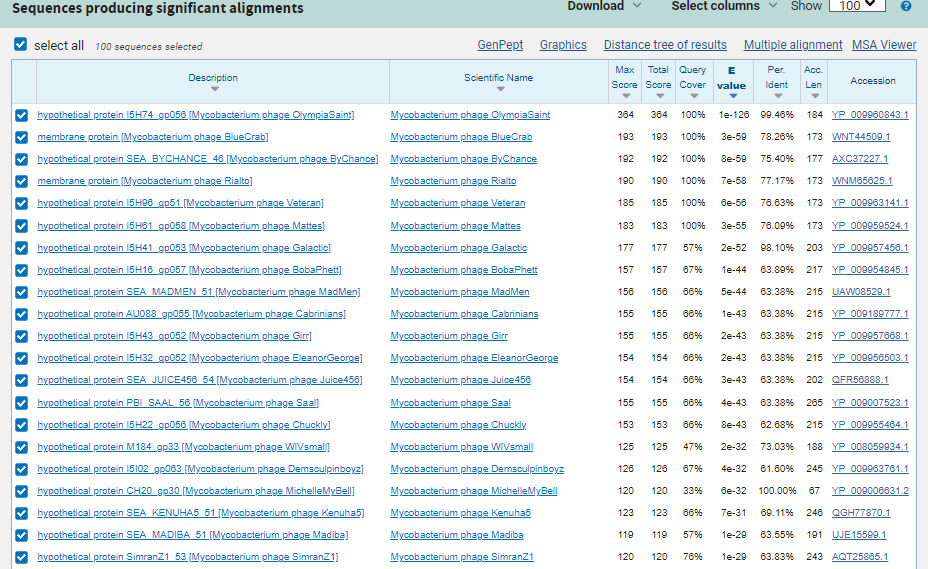 Sequences producing significant alignments Download Select columns Show 100 ?
select all 100 sequences selected GenPept Graphics Distance tree of results Multiple alignment MSA Viewer
Description Scientific Name Max Score Total Score Query Cover E value Per. Ident Acc. Len Accession
hypothetical protein I5H74_gp056 [Mycobacterium phage OlympiaSaint] Mycobacterium phage OlympiaSaint 364 364 100% 1e-126 99.46% 184 YP_009960843.1
membrane protein [Mycobacterium phage BlueCrab] Mycobacterium phage BlueCrab 193 193 100% 3e-59 78.26% 173 WNT44509.1
hypothetical protein SEA_BYCHANCE_46 [Mycobacterium phage ByChance] Mycobacterium phage ByChance 192 192 100% 8e-59 75.40% 177 AXC37227.1
membrane protein [Mycobacterium phage Rialto] Mycobacterium phage Rialto 190 190 100% 7e-58 77.17% 173 WNM65625.1
hypothetical protein I5H96_gp51 [Mycobacterium phage Veteran] Mycobacterium phage Veteran 185 185 100% 6e-56 76.63% 173 YP_009963141.1
hypothetical protein I5H61_gp058 [Mycobacterium phage Mattes] Mycobacterium phage Mattes 183 183 100% 3e-55 76.09% 173 YP_009959524.1
hypothetical protein I5H41_gp053 [Mycobacterium phage Galactic] Mycobacterium phage Galactic 177 177 57% 2e-52 98.10% 203 YP_009957456.1
hypothetical protein I5H16_gp057 [Mycobacterium phage BobaPhett] Mycobacterium phage BobaPhett 157 157 67% 1e-44 63.89% 217 YP_009954845.1
hypothetical protein SEA_MADMEN_51 [Mycobacterium phage MadMen] Mycobacterium phage MadMen 156 156 66% 5e-44 63.38% 215 UAW08529.1
hypothetical protein AU088_gp055 [Mycobacterium phage Cabrinians] Mycobacterium phage Cabrinians 155 155 66% 1e-43 63.38% 215 YP_009189777.1
hypothetical protein I5H43_gp052 [Mycobacterium phage Girr] Mycobacterium phage Girr 155 155 66% 2e-43 63.38% 215 YP_009957668.1
hypothetical protein I5H32_gp052 [Mycobacterium phage EleanorGeorge] Mycobacterium phage EleanorGeorge 154 154 66% 2e-43 63.38% 215 YP_009956503.1
hypothetical protein SEA_JUICE456_54 [Mycobacterium phage Juice456] Mycobacterium phage Juice456 154 154 66% 3e-43 63.38% 202 QFR56888.1
hypothetical protein PBI_SAAL_56 [Mycobacterium phage Saal] Mycobacterium phage Saal 155 155 66% 4e-43 63.38% 265 YP_009007523.1
hypothetical protein I5H22_gp056 [Mycobacterium phage Chuckly] Mycobacterium phage Chuckly 153 153 66% 8e-43 62.68% 215 YP_009955464.1
hypothetical protein M184_gp33 [Mycobacterium phage WIVsmall] Mycobacterium phage WIVsmall 125 125 47% 2e-32 73.03% 188 YP_008059934.1
hypothetical protein I5I02_gp063 [Mycobacterium phage Demsculpinboyz] Mycobacterium phage Demsculpinboyz 126 126 67% 4e-32 61.60% 245 YP_009963761.1
hypothetical protein CH20_gp30 [Mycobacterium phage MichelleMyBell] Mycobacterium phage MichelleMyBell 120 120 33% 6e-32 100.00% 67 YP_009006631.2
hypothetical protein SEA_KENUHA5_51 [Mycobacterium phage Kenuha5] Mycobacterium phage Kenuha5 123 123 66% 7e-31 69.11% 246 QGH77870.1
hypothetical protein SEA_MADIBA_51 [Mycobacterium phage Madiba] Mycobacterium phage Madiba 119 119 57% 1e-29 63.55% 191 UJE15599.1
hypothetical protein SimranZ1_53 [Mycobacterium phage SimranZ1] Mycobacterium phage SimranZ1 120 120 76% 1e-29 63.83% 243 AQT25865.1